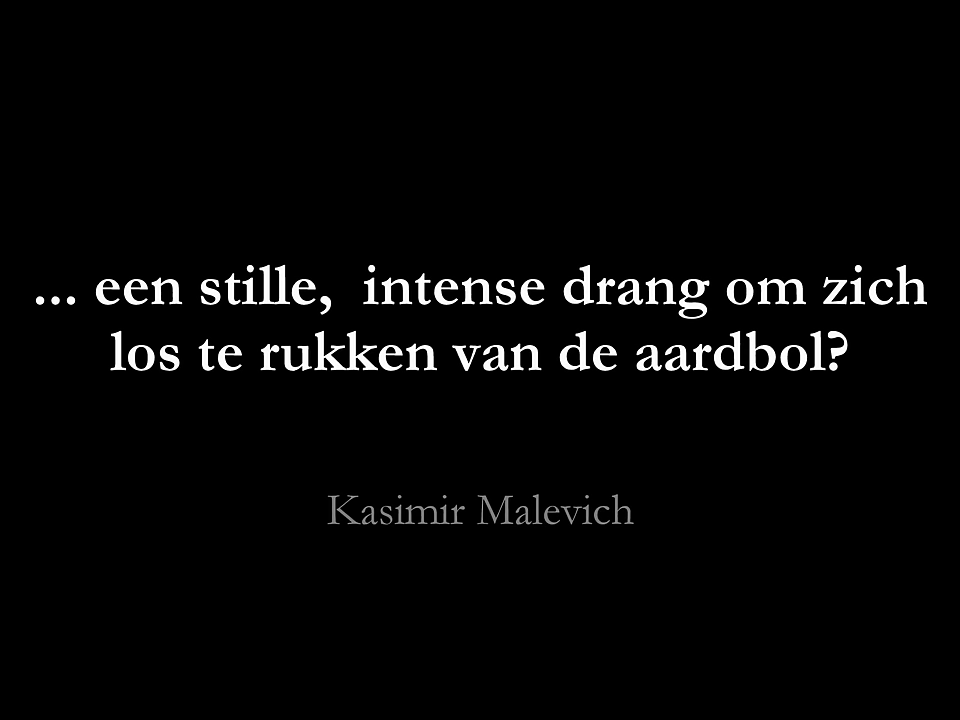 ... een stille, intense drang om zich
los te rukken van de aardbol?
Kasimir Malevich